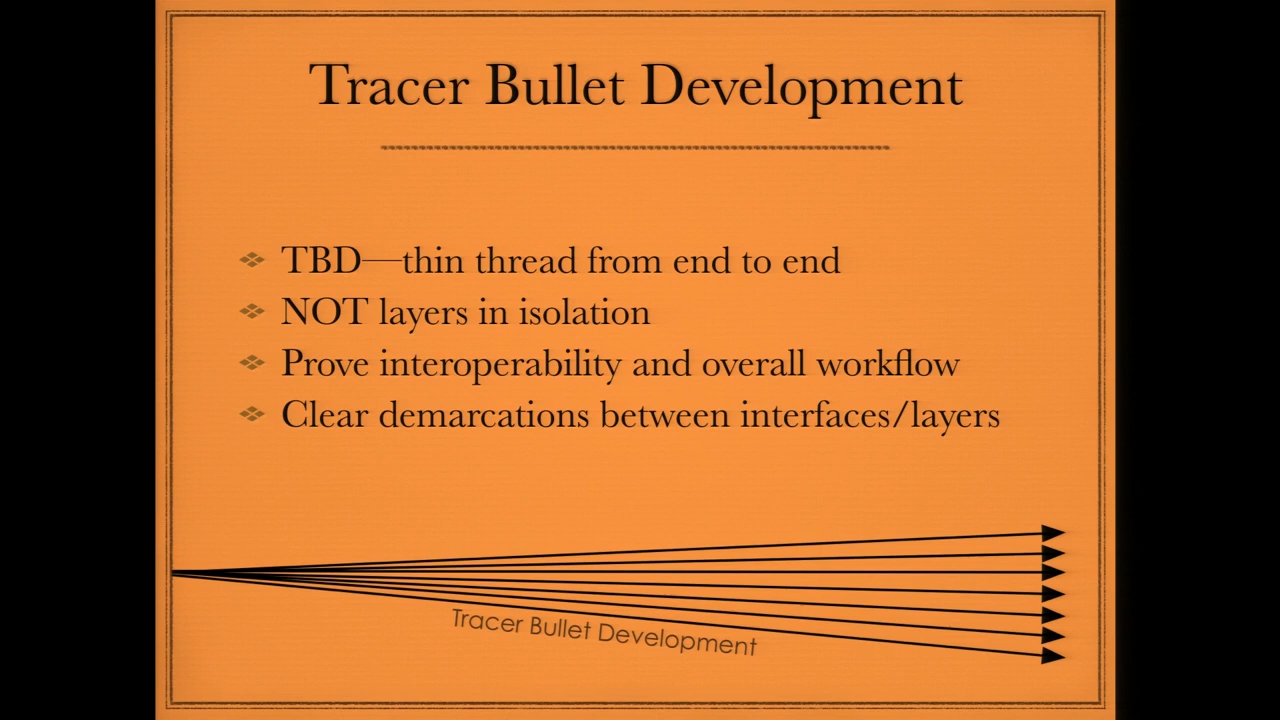 Tracer Bullet Development
TBD—thin thread from end to end
NOT layers in isolation
Prove interoperability and overall workflow
Clear demarcations between interfaces/layers
Tracer Bullet Development